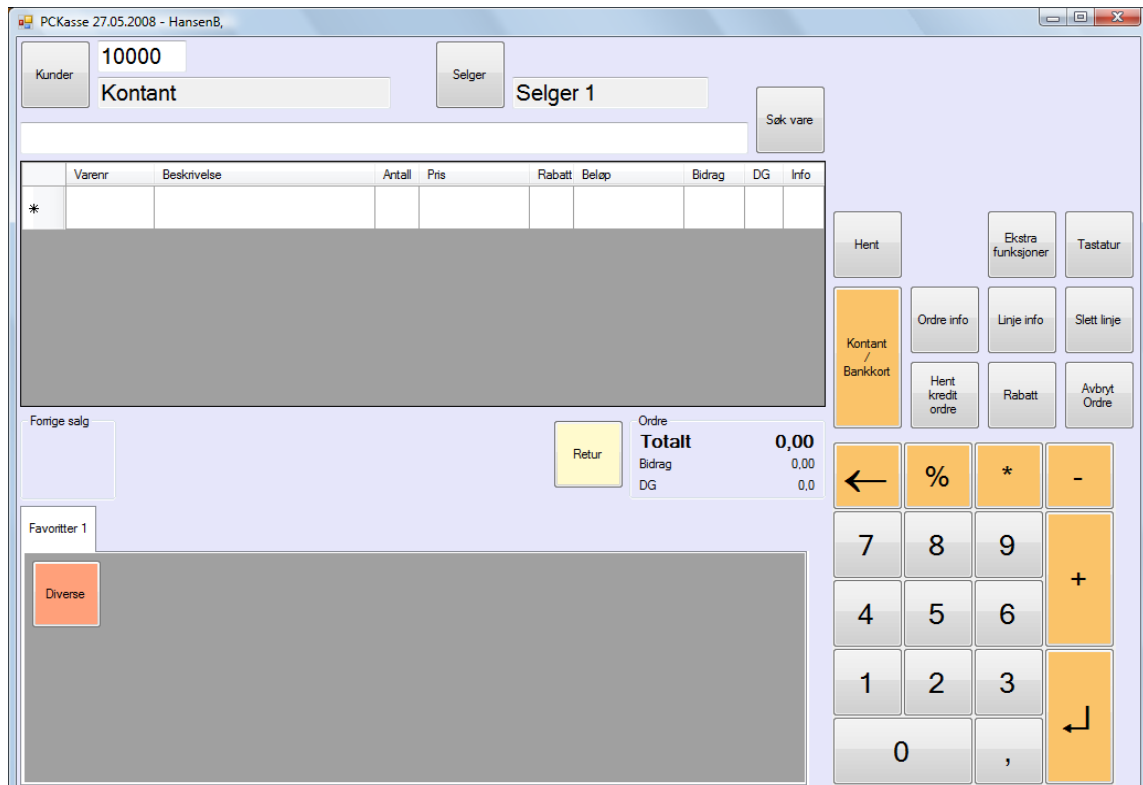 PCKasse 27.05.2008 - HansenB,
Kunder
10000
Kontant
Selger
Selger 1
Søk vare
Varenr Beskrivelse Antall Pris Rabatt Beløp Bidrag DG Info
*
Hent
Ekstra
funksjoner
Tastatur
Kontant
/
Bankkort
Ordre info
Linje info
Slett linje
Hent
kredit
ordre
Rabatt
Avbryt
Ordre
Forrige salg
Retur
Ordre
Totalt 0,00
Bidrag 0,00
DG 0,0
Favoritter 1
Diverse
← % * -
7 8 9
+
4 5 6
1 2 3
↵
0 ,